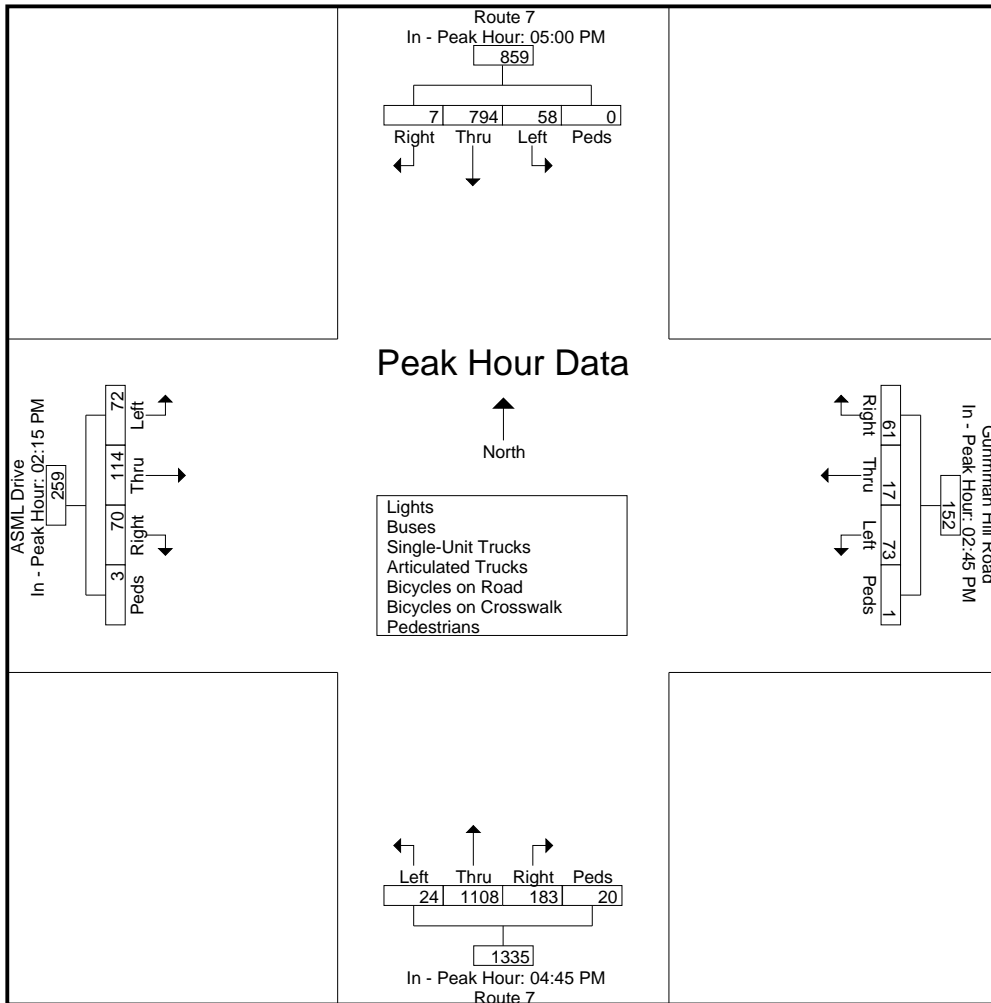 Route 7
In - Peak Hour: 05:00 PM
859
7 794 58 0
Right Thru Left Peds
Peak Hour Data
North
ASML Drive
In - Peak Hour: 02:15 PM
259
72 114 70 3
Left Thru Right Peds
Lights
Buses
Single-Unit Trucks
Articulated Trucks
Bicycles on Road
Bicycles on Crosswalk
Pedestrians
Right Thru Left Peds
61 17 73 1
152
In - Peak Hour: 02:45 PM
Hill Road
Left Thru Right Peds
24 1108 183 20
1335
In - Peak Hour: 04:45 PM
Route 7